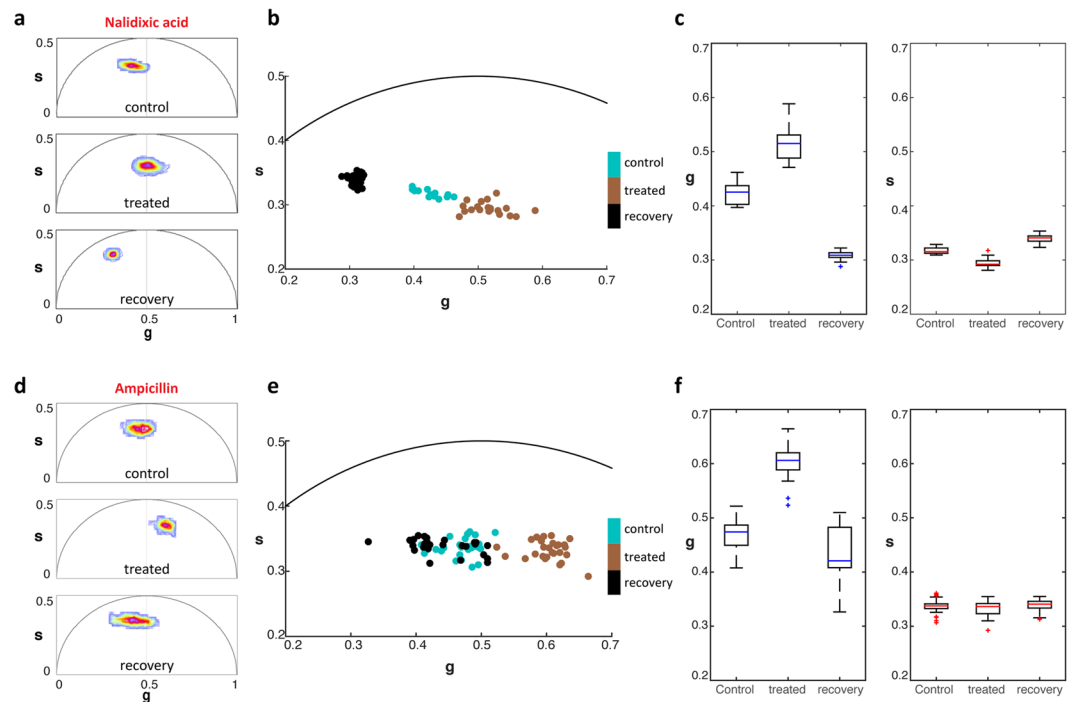 a
Nalidixic acid
0.5
s
0
control
0.5
s
0
treated
0.5
s
0
recovery
0
0.5
1
g
b
0.5
0.4
s
0.3
0.2
0.2
0.3
0.4
0.5
0.6
0.7
g
control
treated
recovery
c
0.7
0.6
0.5
g
0.4
0.3
0.2
Control
treated
recovery
0.7
0.6
0.5
s
0.4
0.3
0.2
Control
treated
recovery
d
Ampicillin
0.5
s
0
control
0.5
s
0
treated
0.5
s
0
recovery
0
0.5
1
g
e
0.5
0.4
s
0.3
0.2
0.2
0.3
0.4
0.5
0.6
0.7
g
control
treated
recovery
f
0.7
0.6
0.5
g
0.4
0.3
0.2
Control
treated
recovery
0.7
0.6
0.5
s
0.4
0.3
0.2
Control
treated
recovery